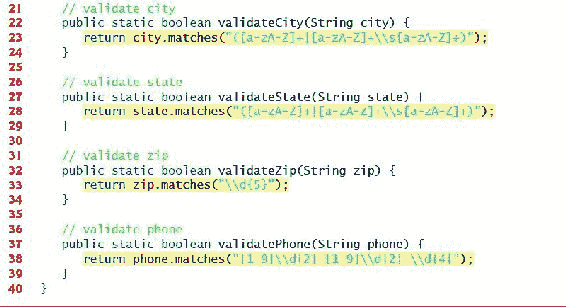 21 // validate city
22 public static boolean validateCity(String city) {
23 return city.matches("([a-zA-Z]+|[a-zA-Z]+\\s[a-zA-Z]+)");
24 }
25
26 // validate state
27 public static boolean validateState(String state) {
28 return state.matches("([a-zA-Z]+|[a-zA-Z]+\\s[a-zA-Z]+)");
29 }
30
31 // validate zip
32 public static boolean validateZip(String zip) {
33 return zip.matches("\\d{5}");
34 }
35
36 // validate phone
37 public static boolean validatePhone(String phone) {
38 return phone.matches("[1-9]\\d{2}-[1-9]\\d{2}-\\d{4}");
39 }
40 }